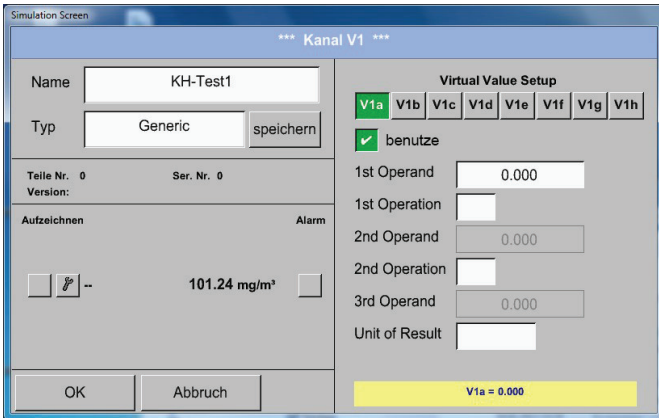 Simulation Screen
*** Kanal V1 ***
Name KH-Test1
Typ Generic speichern
Teile Nr. 0 Ser. Nr. 0
Version:
Aufzeichnen Alarm
-- 101.24 mg/m³
OK Abbruch
Virtual Value Setup
V1a V1b V1c V1d V1e V1f V1g V1h
benutze
1st Operand 0.000
1st Operation
2nd Operand 0.000
2nd Operation
3rd Operand 0.000
Unit of Result
V1a = 0.000